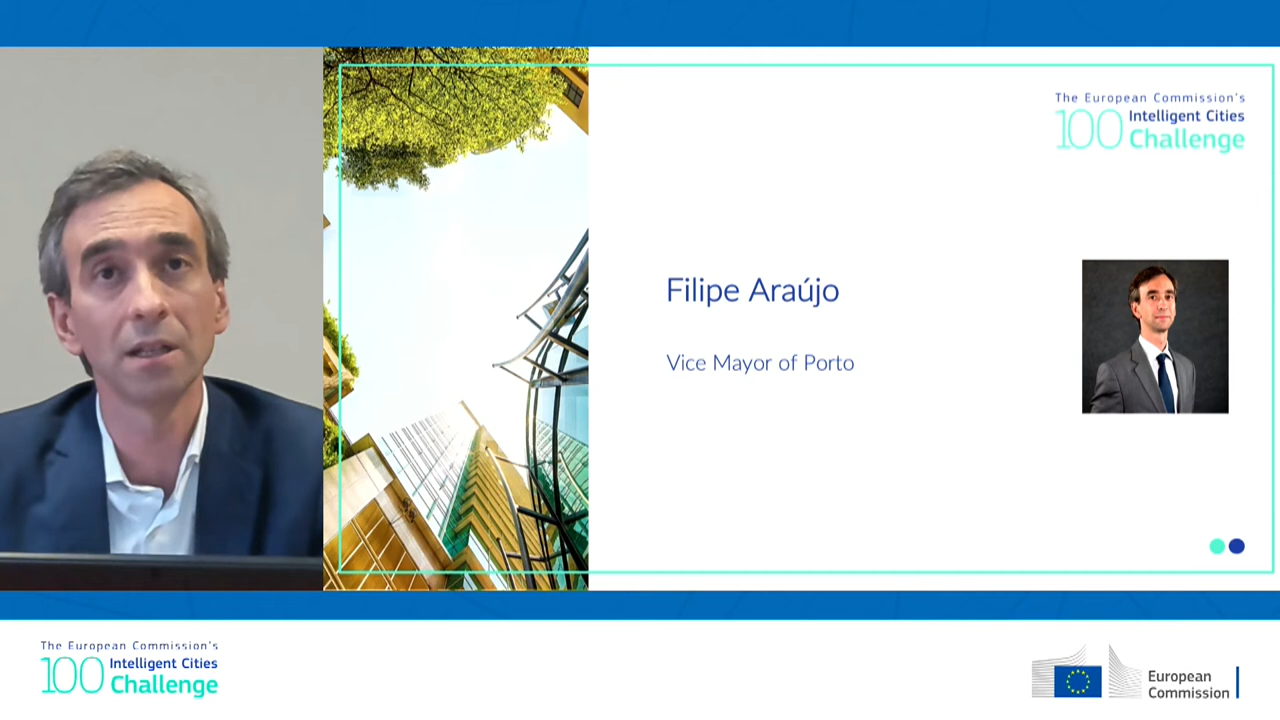 The European Commission's
100 Intelligent Cities
Challenge
Filipe Araújo
Vice Mayor of Porto
The European Commission's
100 Intelligent Cities
Challenge
European
Commission